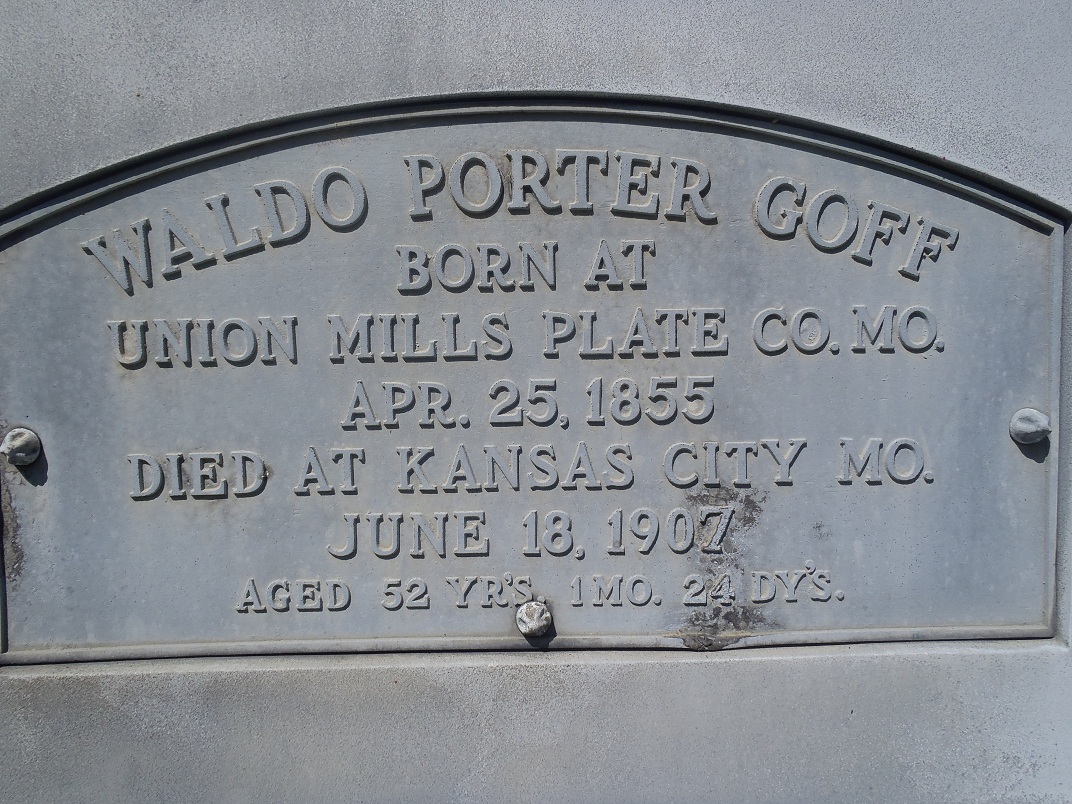 WALDO PORTER GOFF
BORN AT
UNION MILLS PLATE CO. MO.
APR. 25, 1855
DIED AT KANSAS CITY MO.
JUNE 18, 1907
AGED 52 YR'S. 1 MO. 24 DY'S.